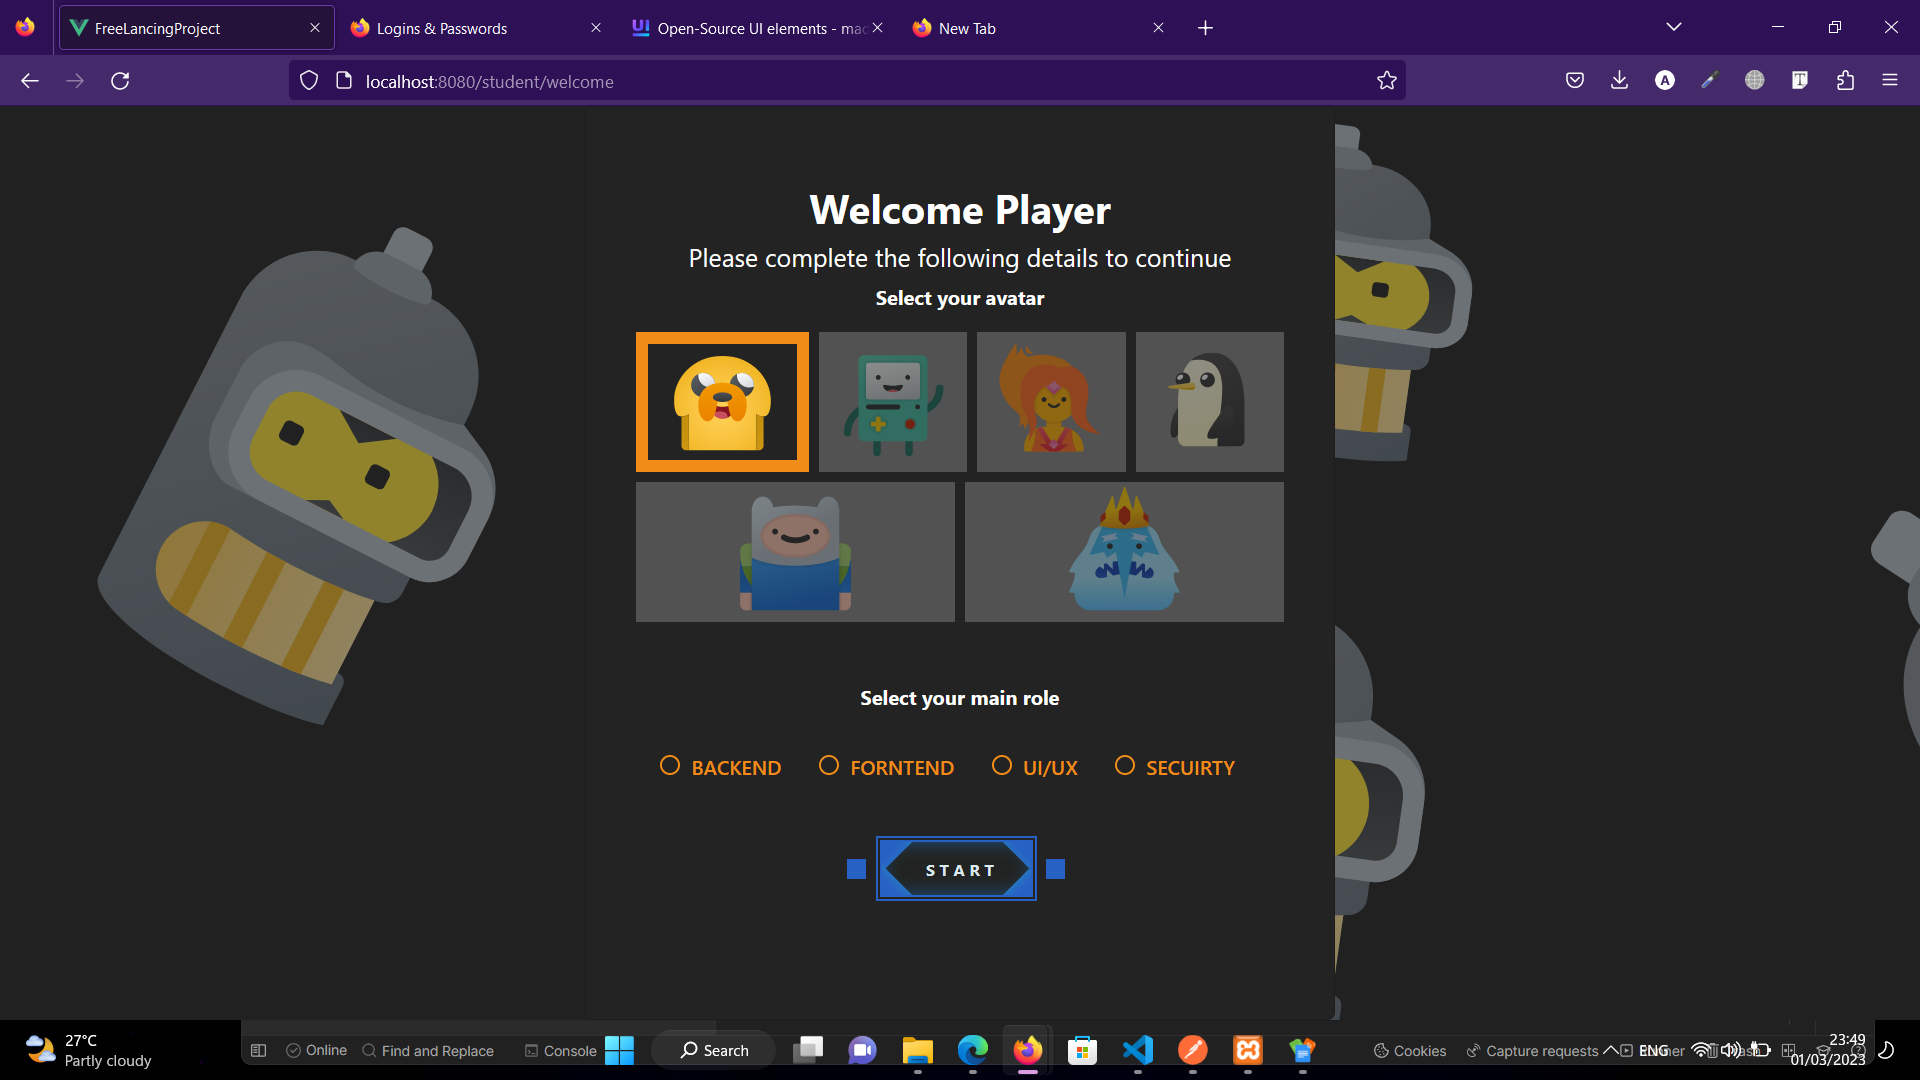 FreeLancingProject
Logins & Passwords
Open-Source UI elements - mac
New Tab
localhost:8080/student/welcome
Welcome Player
Please complete the following details to continue
Select your avatar
Select your main role
BACKEND
FORNTEND
UI/UX
SECUIRTY
START
27°C
Partly cloudy
Online
Find and Replace
Console
Search
Cookies
Capture requests
ENG
23:49
01/03/2023